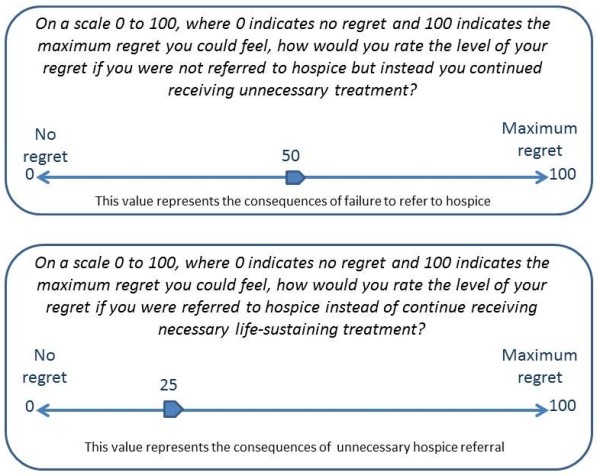 On a scale 0 to 100, where 0 indicates no regret and 100 indicates the
maximum regret you could feel, how would you rate the level of your
regret if you were not referred to hospice but instead you continued
receiving unnecessary treatment?
No
regret
Maximum
regret
50
0
100
This value represents the consequences of failure to refer to hospice
On a scale 0 to 100, where 0 indicates no regret and 100 indicates the
maximum regret you could feel, how would you rate the level of your
regret if you were referred to hospice instead of continue receiving
necessary life-sustaining treatment?
No
regret
Maximum
regret
25
0
100
This value represents the consequences of unnecessary hospice referral